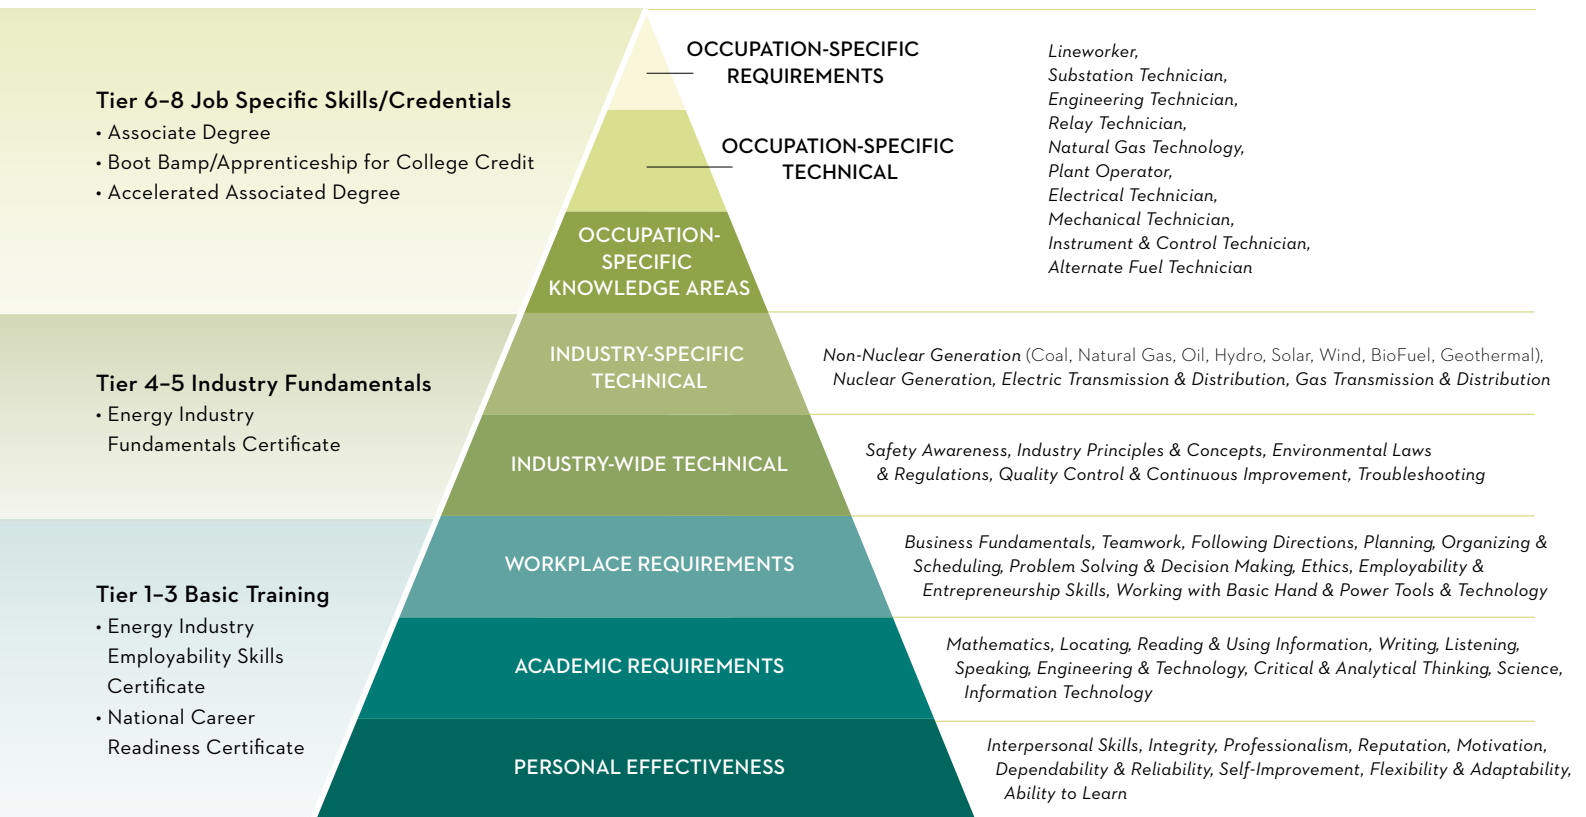 Tier 6–8 Job Specific Skills/Credentials
• Associate Degree
• Boot Bamp/Apprenticeship for College Credit
• Accelerated Associated Degree
OCCUPATION-SPECIFIC
REQUIREMENTS
OCCUPATION-SPECIFIC
TECHNICAL
OCCUPATION-
SPECIFIC
KNOWLEDGE AREAS
Lineworker,
Substation Technician,
Engineering Technician,
Relay Technician,
Natural Gas Technology,
Plant Operator,
Electrical Technician,
Mechanical Technician,
Instrument & Control Technician,
Alternate Fuel Technician
Tier 4–5 Industry Fundamentals
• Energy Industry
Fundamentals Certificate
INDUSTRY-SPECIFIC
TECHNICAL
Non-Nuclear Generation (Coal, Natural Gas, Oil, Hydro, Solar, Wind, BioFuel, Geothermal),
Nuclear Generation, Electric Transmission & Distribution, Gas Transmission & Distribution
INDUSTRY-WIDE TECHNICAL
Safety Awareness, Industry Principles & Concepts, Environmental Laws
& Regulations, Quality Control & Continuous Improvement, Troubleshooting
Tier 1–3 Basic Training
• Energy Industry
Employability Skills
Certificate
• National Career
Readiness Certificate
WORKPLACE REQUIREMENTS
Business Fundamentals, Teamwork, Following Directions, Planning, Organizing &
Scheduling, Problem Solving & Decision Making, Ethics, Employability &
Entrepreneurship Skills, Working with Basic Hand & Power Tools & Technology
ACADEMIC REQUIREMENTS
Mathematics, Locating, Reading & Using Information, Writing, Listening,
Speaking, Engineering & Technology, Critical & Analytical Thinking, Science,
Information Technology
PERSONAL EFFECTIVENESS
Interpersonal Skills, Integrity, Professionalism, Reputation, Motivation,
Dependability & Reliability, Self-Improvement, Flexibility & Adaptability,
Ability to Learn